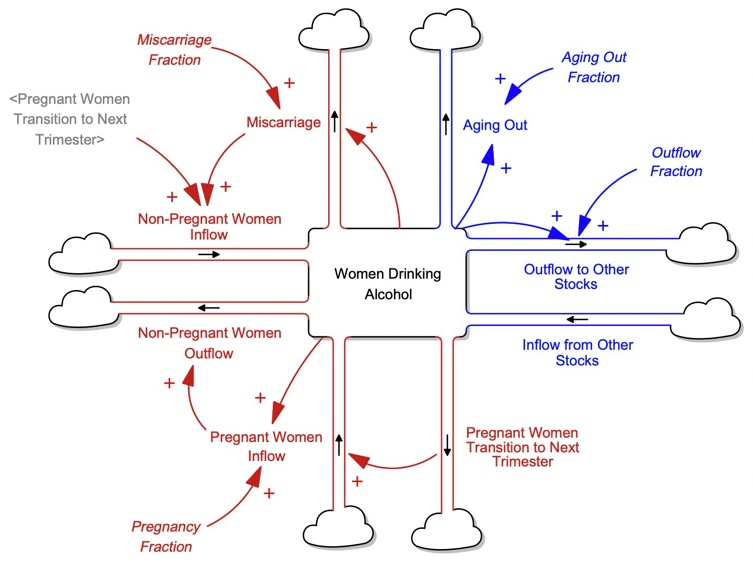 Miscarriage
Fraction
Aging Out
Fraction
<Pregnant Women
Transition to Next
Trimester>
+
+
Miscarriage
+
Aging Out
Outflow
Fraction
+
+
+
Non-Pregnant Women
Inflow
+
+
Women Drinking
Alcohol
Outflow to Other
Stocks
Non-Pregnant Women
Outflow
Inflow from Other
Stocks
+
+
Pregnant Women
Inflow
Pregnant Women
Transition to Next
Trimester
+
+
Pregnancy
Fraction